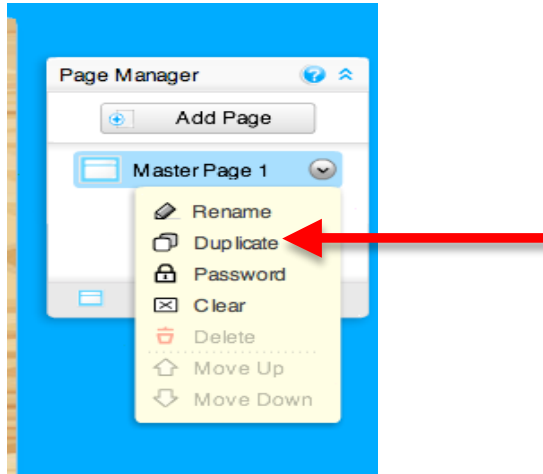 Page Manager
Add Page
Master Page 1
Rename
Duplicate
Password
Clear
Delete
Move Up
Move Down